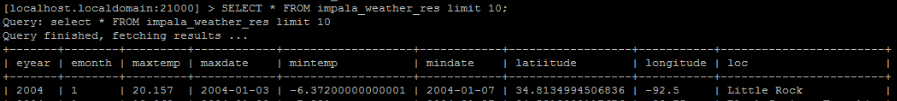 [localhost.localdomain:21000] > SELECT * FROM impala_weather_res limit 10;
Query: select * FROM impala_weather_res limit 10
Query finished, fetching results ...
+-------+--------+---------+------------+-------------------+------------+------------------+-----------+-------------------------+
| eyear | emonth | maxtemp | maxdate | mintemp | mindate | latiitude | longitude | loc |
+-------+--------+---------+------------+-------------------+------------+------------------+-----------+-------------------------+
| 2004 | 1 | 20.157 | 2004-01-03 | -6.37200000000001 | 2004-01-07 | 34.8134994506836 | -92.5 | Little Rock |